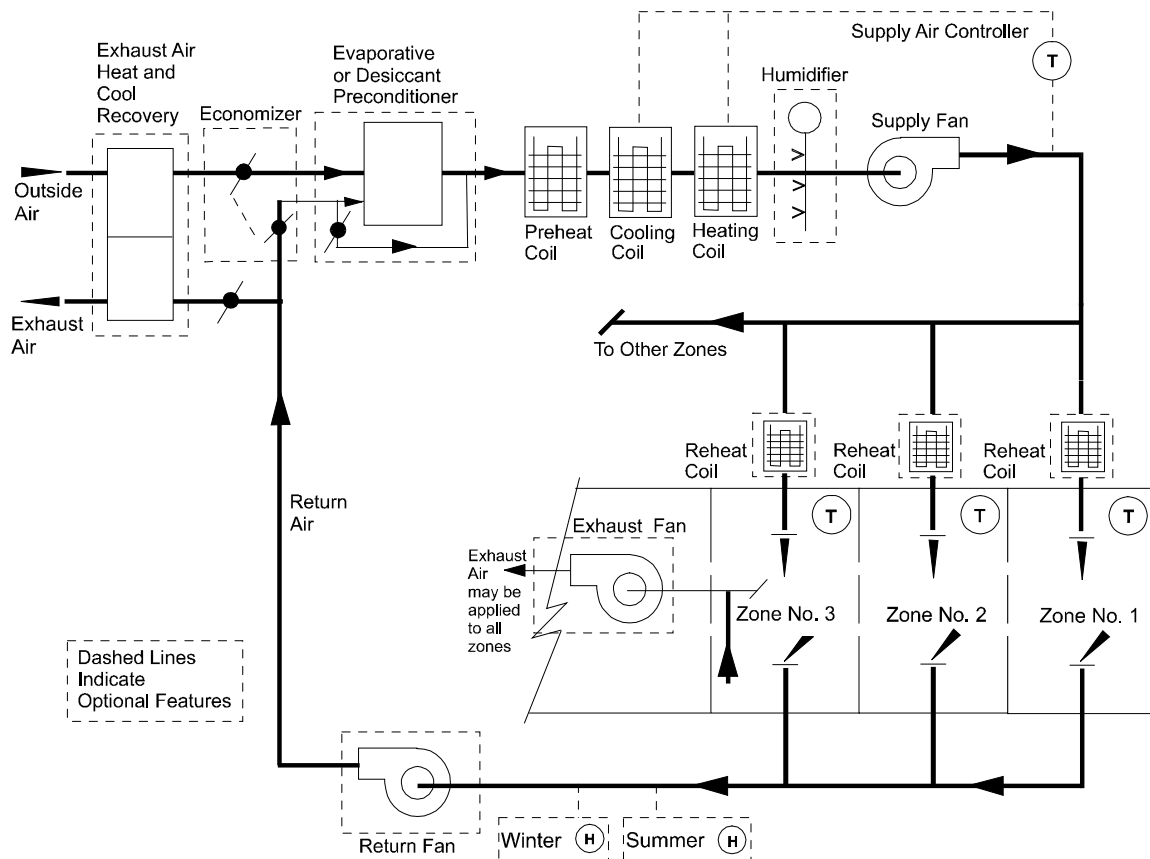 Exhaust Air
Heat and
Cool
Recovery
Economizer
Evaporative
or Desiccant
Preconditioner
Supply Air Controller
T
Humidifier
Supply Fan
Outside
Air
Exhaust
Air
Preheat
Coil
Cooling
Coil
Heating
Coil
To Other Zones
Reheat
Coil
Reheat
Coil
Reheat
Coil
Return
Air
T
T
T
Exhaust Fan
Exhaust
Air
may be
applied
to all
zones
Zone No. 3
Zone No. 2
Zone No. 1
Dashed Lines
Indicate
Optional Features
Return Fan
Winter H
Summer H